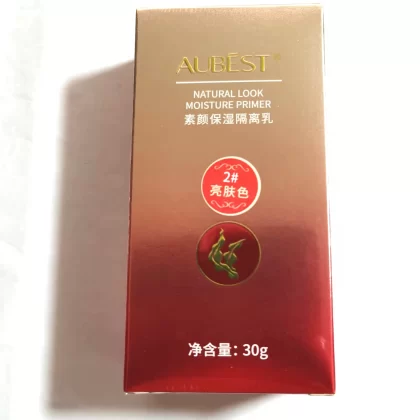 AUBÉST®
NATURAL LOOK
MOISTURE PRIMER
素颜保湿隔离乳
2#
亮肤色
净含量：30g